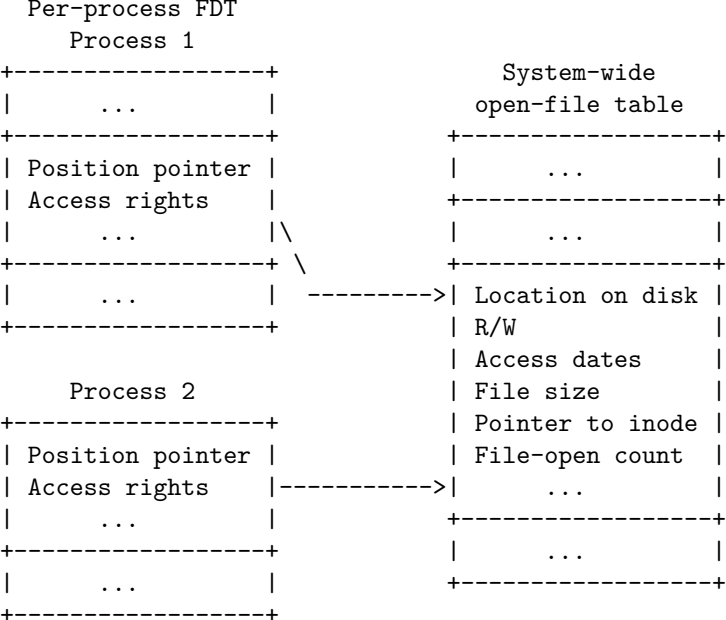 Per-process FDT
Process 1
...
Position pointer
Access rights
...
...
Process 2
Position pointer
Access rights
...
...
System-wide
open-file table
...
...
Location on disk
R/W
Access dates
File size
Pointer to inode
File-open count
...
...